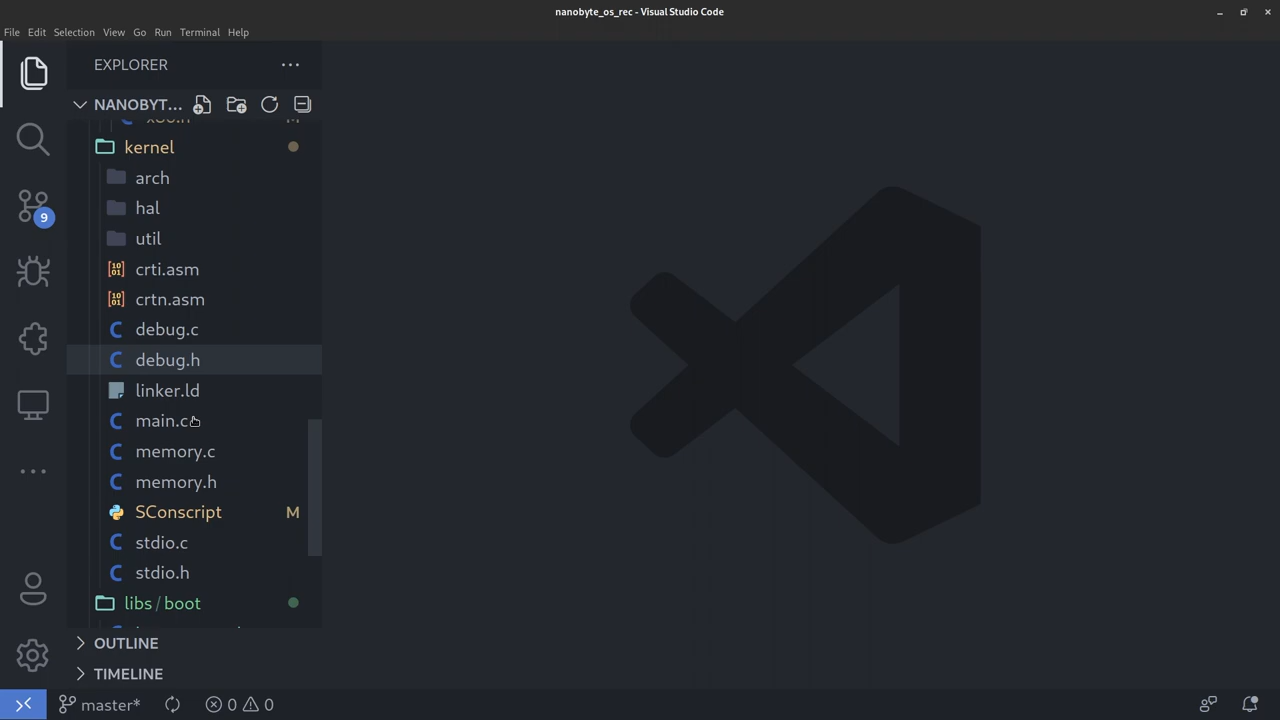 nanobyte_os_rec - Visual Studio Code
File Edit Selection View Go Run Terminal Help
EXPLORER
NANOBYT...
M
kernel
arch
hal
util
crti.asm
crtn.asm
debug.c
debug.h
linker.ld
main.c
memory.c
memory.h
SConscript M
stdio.c
stdio.h
libs / boot
OUTLINE
TIMELINE
9
master* 0 0